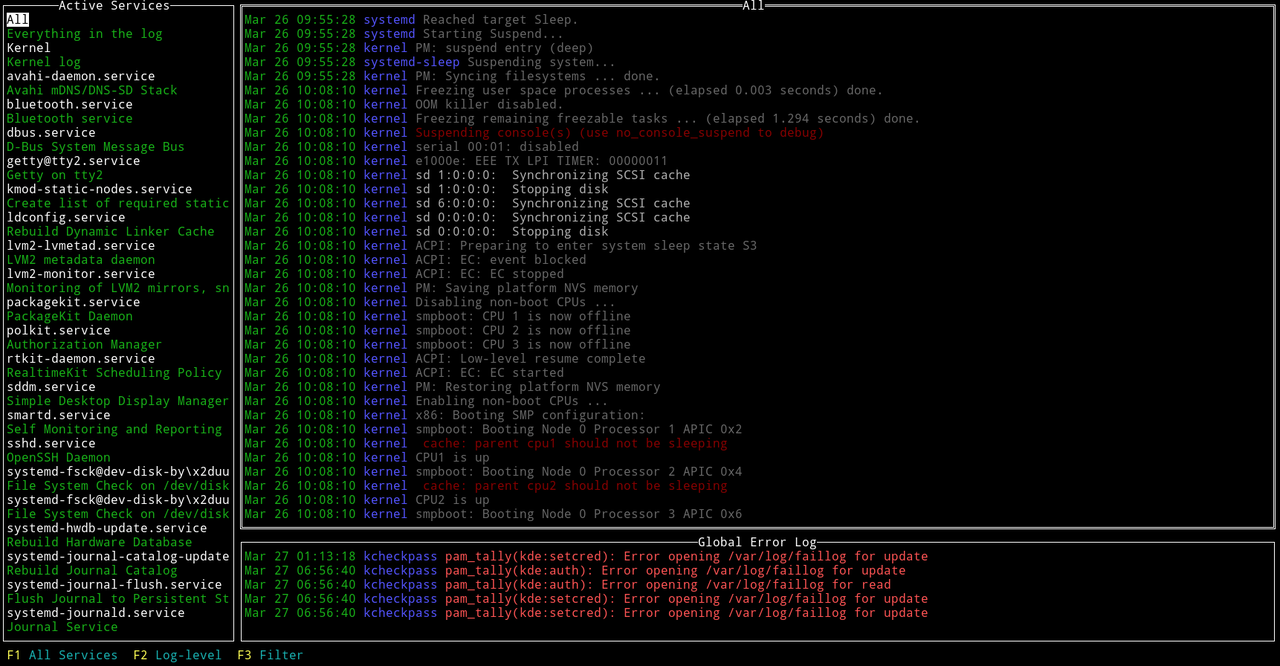 Active Services
All
Everything in the log
Kernel
Kernel log
avahi-daemon.service
Avahi mDNS/DNS-SD Stack
bluetooth.service
Bluetooth service
dbus.service
D-Bus System Message Bus
getty@tty2.service
Getty on tty2
kmod-static-nodes.service
Create list of required static
ldconfig.service
Rebuild Dynamic Linker Cache
lvm2-lvmetad.service
LVM2 metadata daemon
lvm2-monitor.service
Monitoring of LVM2 mirrors, sn
packagekit.service
PackageKit Daemon
polkit.service
Authorization Manager
rtkit-daemon.service
RealtimeKit Scheduling Policy
sddm.service
Simple Desktop Display Manager
smartd.service
Self Monitoring and Reporting
sshd.service
OpenSSH Daemon
systemd-fsck@dev-disk-by\x2duu
File System Check on /dev/disk
systemd-fsck@dev-disk-by\x2duu
File System Check on /dev/disk
systemd-hwdb-update.service
Rebuild Hardware Database
systemd-journal-catalog-update
Rebuild Journal Catalog
systemd-journal-flush.service
Flush Journal to Persistent St
systemd-journald.service
Journal Service
All
Mar 26 09:55:28 systemd Reached target Sleep.
Mar 26 09:55:28 systemd Starting Suspend...
Mar 26 09:55:28 kernel PM: suspend entry (deep)
Mar 26 09:55:28 systemd-sleep Suspending system...
Mar 26 09:55:28 kernel PM: Syncing filesystems ... done.
Mar 26 10:08:10 kernel Freezing user space processes ... (elapsed 0.003 seconds) done.
Mar 26 10:08:10 kernel OOM killer disabled.
Mar 26 10:08:10 kernel Freezing remaining freezable tasks ... (elapsed 1.294 seconds) done.
Mar 26 10:08:10 kernel Suspending console(s) (use no_console_suspend to debug)
Mar 26 10:08:10 kernel serial 00:01: disabled
Mar 26 10:08:10 kernel e1000e: EEE TX LPI TIMER: 00000011
Mar 26 10:08:10 kernel sd 1:0:0:0:  Synchronizing SCSI cache
Mar 26 10:08:10 kernel sd 1:0:0:0:  Stopping disk
Mar 26 10:08:10 kernel sd 6:0:0:0:  Synchronizing SCSI cache
Mar 26 10:08:10 kernel sd 0:0:0:0:  Synchronizing SCSI cache
Mar 26 10:08:10 kernel sd 0:0:0:0:  Stopping disk
Mar 26 10:08:10 kernel ACPI: Preparing to enter system sleep state S3
Mar 26 10:08:10 kernel ACPI: EC: event blocked
Mar 26 10:08:10 kernel ACPI: EC: EC stopped
Mar 26 10:08:10 kernel PM: Saving platform NVS memory
Mar 26 10:08:10 kernel Disabling non-boot CPUs ...
Mar 26 10:08:10 kernel smpboot: CPU 1 is now offline
Mar 26 10:08:10 kernel smpboot: CPU 2 is now offline
Mar 26 10:08:10 kernel smpboot: CPU 3 is now offline
Mar 26 10:08:10 kernel ACPI: Low-level resume complete
Mar 26 10:08:10 kernel ACPI: EC: EC started
Mar 26 10:08:10 kernel PM: Restoring platform NVS memory
Mar 26 10:08:10 kernel Enabling non-boot CPUs ...
Mar 26 10:08:10 kernel x86: Booting SMP configuration:
Mar 26 10:08:10 kernel smpboot: Booting Node 0 Processor 1 APIC 0x2
Mar 26 10:08:10 kernel  cache: parent cpu1 should not be sleeping
Mar 26 10:08:10 kernel CPU1 is up
Mar 26 10:08:10 kernel smpboot: Booting Node 0 Processor 2 APIC 0x4
Mar 26 10:08:10 kernel  cache: parent cpu2 should not be sleeping
Mar 26 10:08:10 kernel CPU2 is up
Mar 26 10:08:10 kernel smpboot: Booting Node 0 Processor 3 APIC 0x6
Global Error Log
Mar 27 01:13:18 kcheckpass pam_tally(kde:setcred): Error opening /var/log/faillog for update
Mar 27 06:56:40 kcheckpass pam_tally(kde:auth): Error opening /var/log/faillog for update
Mar 27 06:56:40 kcheckpass pam_tally(kde:auth): Error opening /var/log/faillog for read
Mar 27 06:56:40 kcheckpass pam_tally(kde:setcred): Error opening /var/log/faillog for update
Mar 27 06:56:40 kcheckpass pam_tally(kde:setcred): Error opening /var/log/faillog for update
F1 All Services  F2 Log-level  F3 Filter